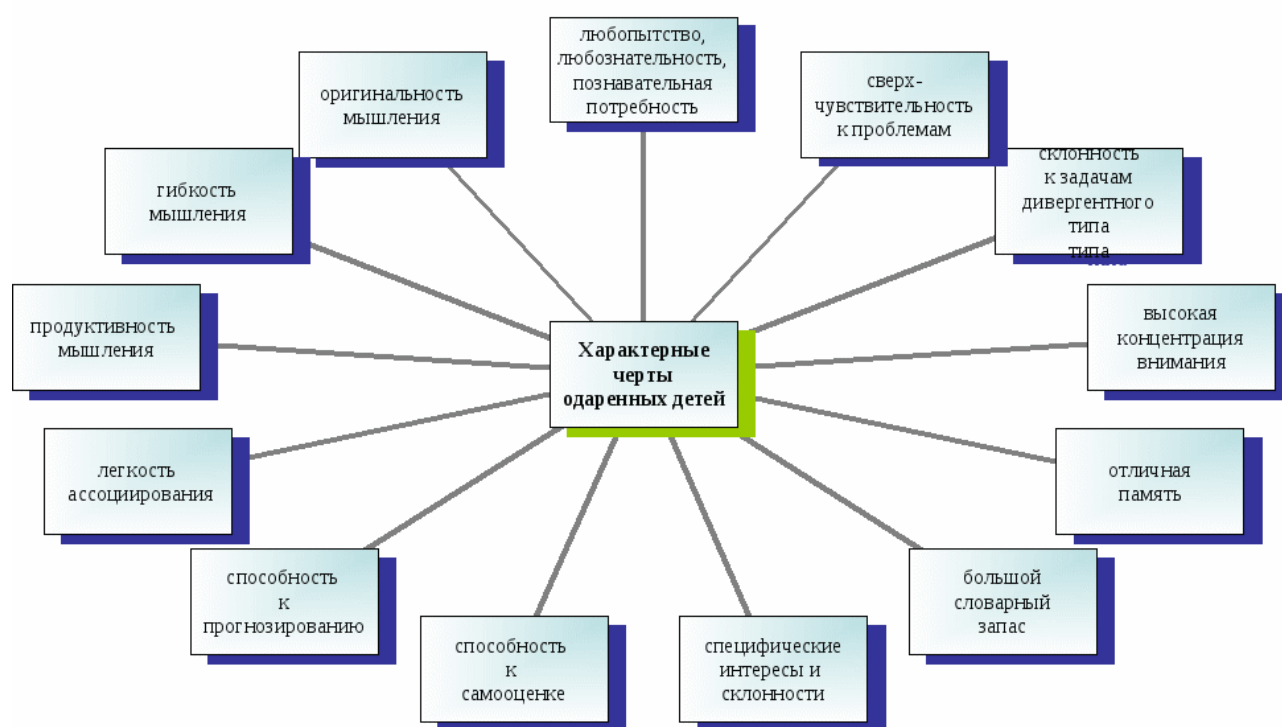 любопытство,
любознательность,
познавательная
потребность
сверх-
чувствительность
к проблемам
склонность
к задачам
дивергентного
типа
типа
высокая
концентрация
внимания
отличная
память
большой
словарный
запас
специфические
интересы и
склонности
способность
к
самооценке
способность
к
прогнозированию
легкость
ассоциирования
продуктивность
мышления
гибкость
мышления
оригинальность
мышления
Характерные
черты
одаренных детей